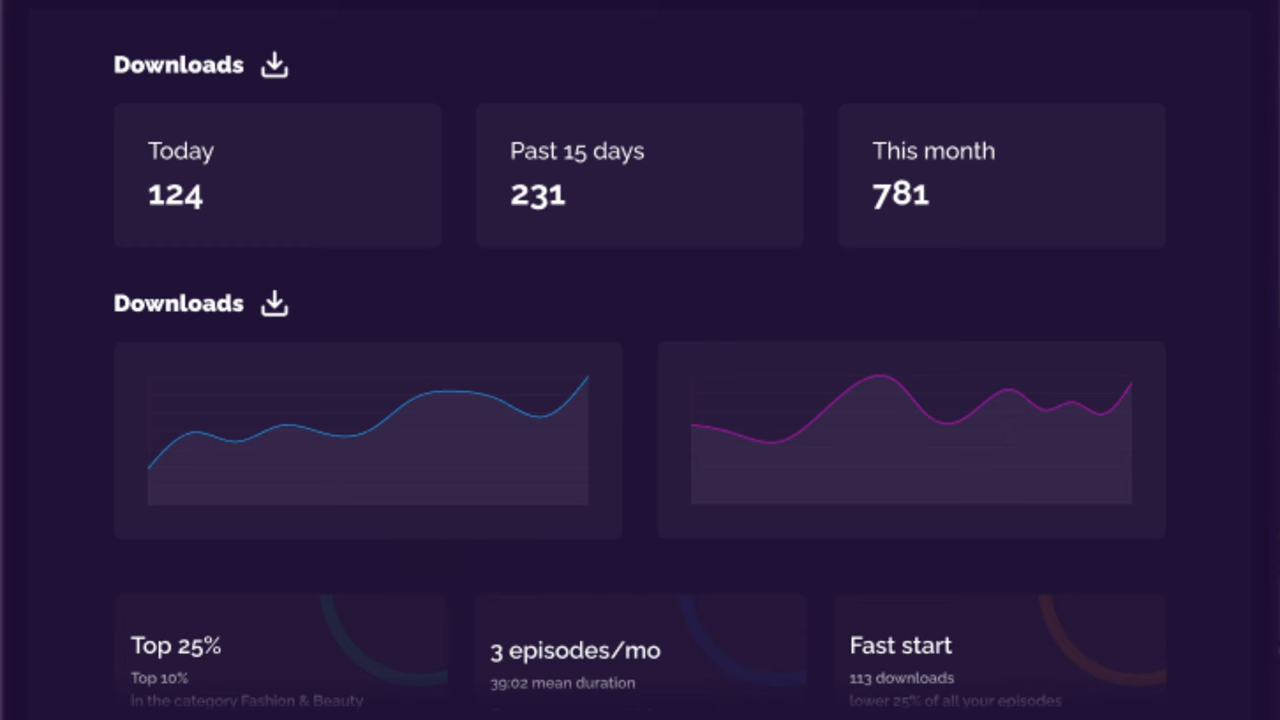 Downloads
Today
124
Past 15 days
231
This month
781
Downloads
Top 25%
Top 10%
in the category Fashion & Beauty
3 episodes/mo
39:02 mean duration
Fast start
113 downloads
lower 25% of all your episodes